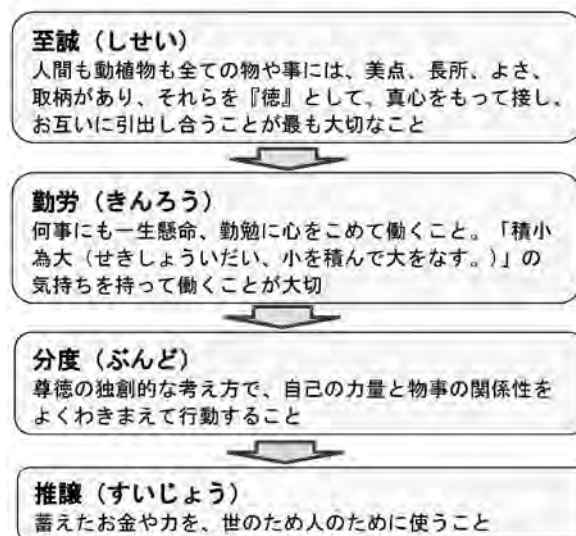 至誠（しせい）
人間も動植物も全ての物や事には、美点、長所、よさ、
取柄があり、それらを『徳』として、真心をもって接し、
お互いに引出し合うことが最も大切なこと
勤労（きんろう）
何事にも一生懸命、勤勉に心をこめて働くこと。「積小
為大（せきしょういだい、小を積んで大をなす。）」の
気持ちを持って働くことが大切
分度（ぶんど）
尊徳の独創的な考え方で、自己の力量と物事の関係性を
よくわきまえて行動すること
推譲（すいじょう）
蓄えたお金や力を、世のため人のために使うこと